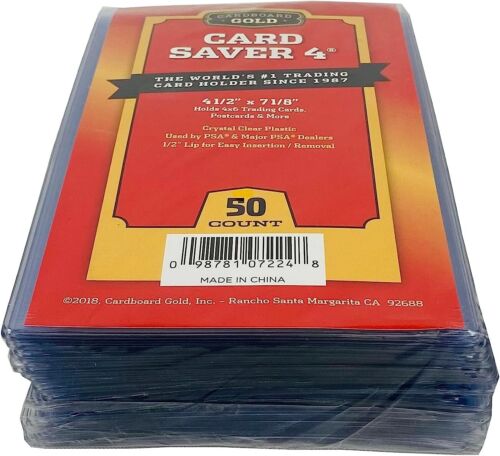 CARDBOARD
GOLD
CARD
SAVER 4®
THE WORLD'S #1 TRADING
CARD HOLDER SINCE 1987
4 1/2" x 7 1/8"
Holds 4x6 Trading Cards,
Postcards & More
Crystal Clear Plastic
Used by PSA® & Major PSA® Dealers
1/2" Lip for Easy Insertion / Removal
50
COUNT
0 98781 07224 8
MADE IN CHINA
©2018, Cardboard Gold, Inc. - Rancho Santa Margarita CA 92688